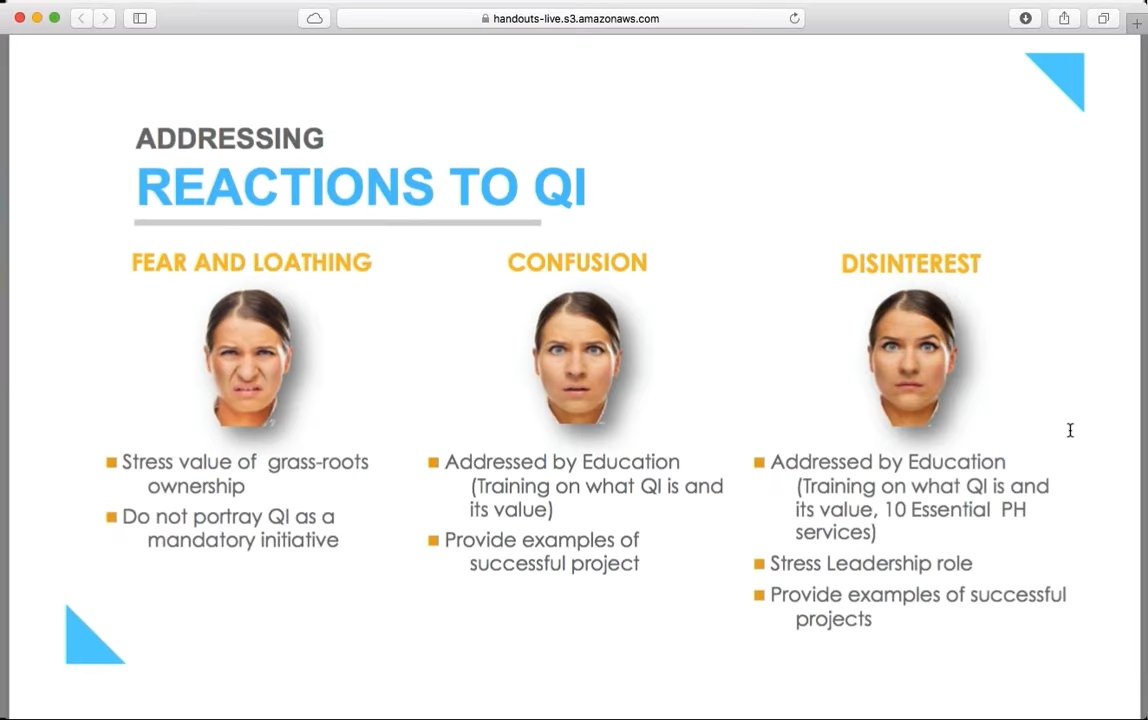 handouts-live.s3.amazonaws.com
ADDRESSING
REACTIONS TO QI
FEAR AND LOATHING
Stress value of grass-roots
ownership
Do not portray QI as a
mandatory initiative
CONFUSION
Addressed by Education
(Training on what QI is and
its value)
Provide examples of
successful project
DISINTEREST
Addressed by Education
(Training on what QI is and
its value, 10 Essential PH
services)
Stress Leadership role
Provide examples of successful
projects